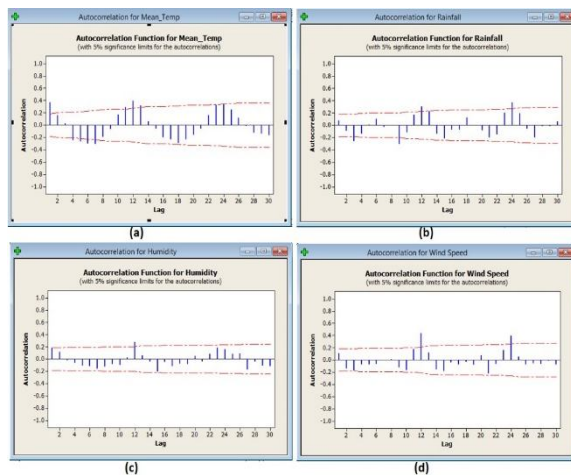 Autocorrelation for Mean_Temp
Autocorrelation Function for Mean_Temp
(with 5% significance limits for the autocorrelations)
Autocorrelation
1.0
0.8
0.6
0.4
0.2
0.0
-0.2
-0.4
-0.6
-0.8
-1.0
2 4 6 8 10 12 14 16 18 20 22 24 26 28 30
Lag
(a)
Autocorrelation for Rainfall
Autocorrelation Function for Rainfall
(with 5% significance limits for the autocorrelations)
Autocorrelation
1.0
0.8
0.6
0.4
0.2
0.0
-0.2
-0.4
-0.6
-0.8
-1.0
2 4 6 8 10 12 14 16 18 20 22 24 26 28 30
Lag
(b)
Autocorrelation for Humidity
Autocorrelation Function for Humidity
(with 5% significance limits for the autocorrelations)
Autocorrelation
1.0
0.8
0.6
0.4
0.2
0.0
-0.2
-0.4
-0.6
-0.8
-1.0
2 4 6 8 10 12 14 16 18 20 22 24 26 28 30
Lag
(c)
Autocorrelation for Wind Speed
Autocorrelation Function for Wind Speed
(with 5% significance limits for the autocorrelations)
Autocorrelation
1.0
0.8
0.6
0.4
0.2
0.0
-0.2
-0.4
-0.6
-0.8
-1.0
2 4 6 8 10 12 14 16 18 20 22 24 26 28 30
Lag
(d)